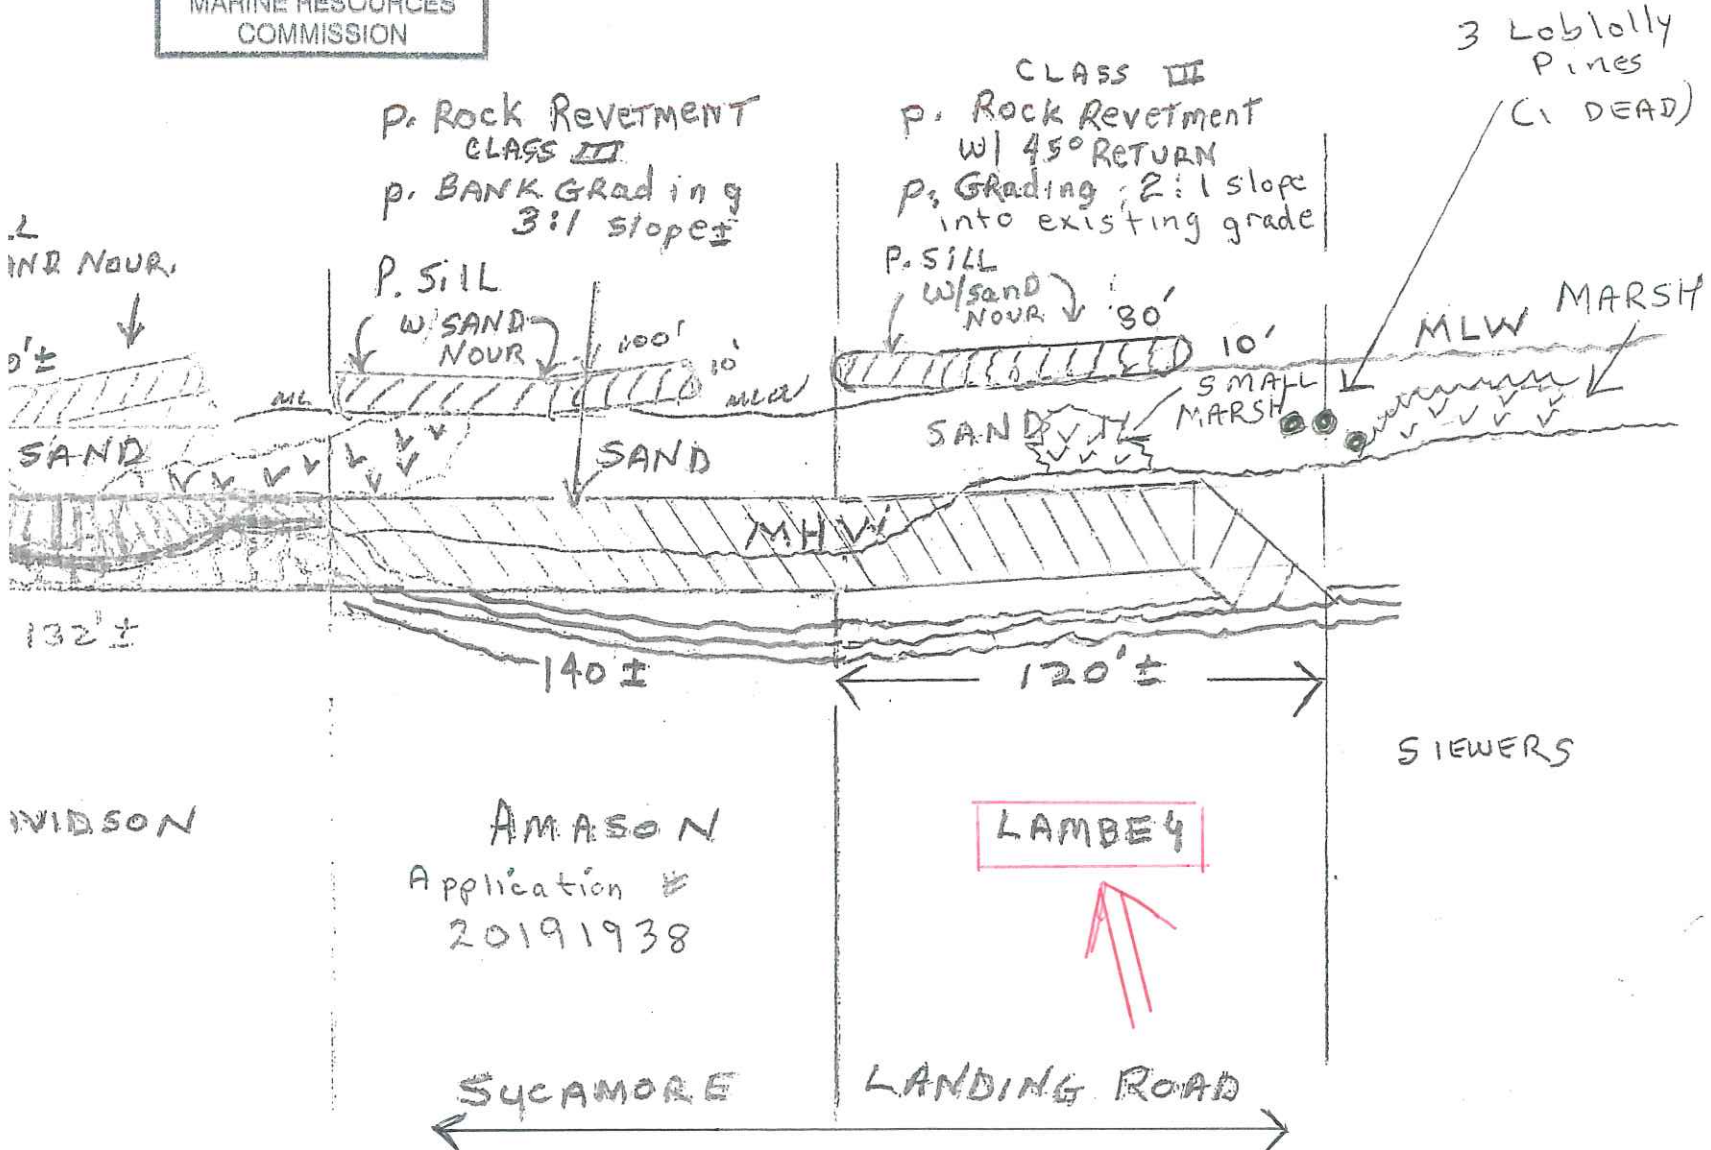 MARINE RESOURCES
COMMISSION
3 Loblolly
Pines
(1 DEAD)
p. Rock Revetment
CLASS III
p. BANK GRading
3:1 slope±
CLASS III
p. Rock Revetment
W/ 45° RETURN
p. GRading 2:1 slope
into existing grade
NOUR.
P. SILL
W/SAND
NOUR
100'
10'
P. SILL
W/SAND
NOUR
80'
10'
MLW
MARSH
SMALL
MARSH
SAND
SAND
SAND
MLW
MHW
132'±
140±
120'±
SIEWERS
AMASON
Application #
20191938
LAMBEY
SYCAMORE LANDING ROAD